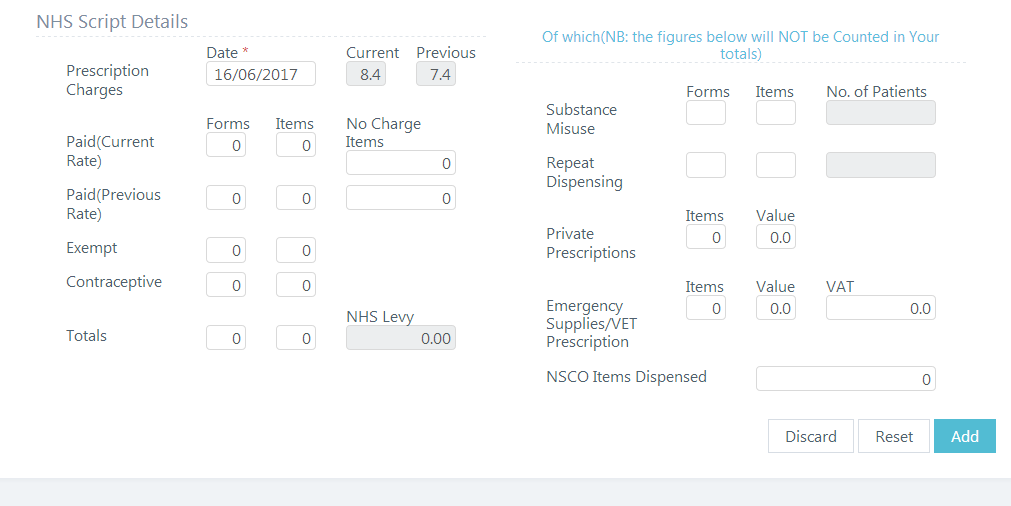 NHS Script Details
Date *
Current
Previous
Prescription
Charges
16/06/2017
8.4
7.4
Forms
Items
No Charge
Items
Paid(Current
Rate)
0
0
0
Paid(Previous
Rate)
0
0
0
Exempt
0
0
Contraceptive
0
0
NHS Levy
Totals
0
0
0.00
Of which(NB: the figures below will NOT be Counted in Your
totals)
Forms
Items
No. of Patients
Substance
Misuse
Repeat
Dispensing
Items
Value
Private
Prescriptions
0
0.0
Items
Value
VAT
Emergency
Supplies/VET
Prescription
0
0.0
0.0
NSCO Items Dispensed
0
Discard
Reset
Add